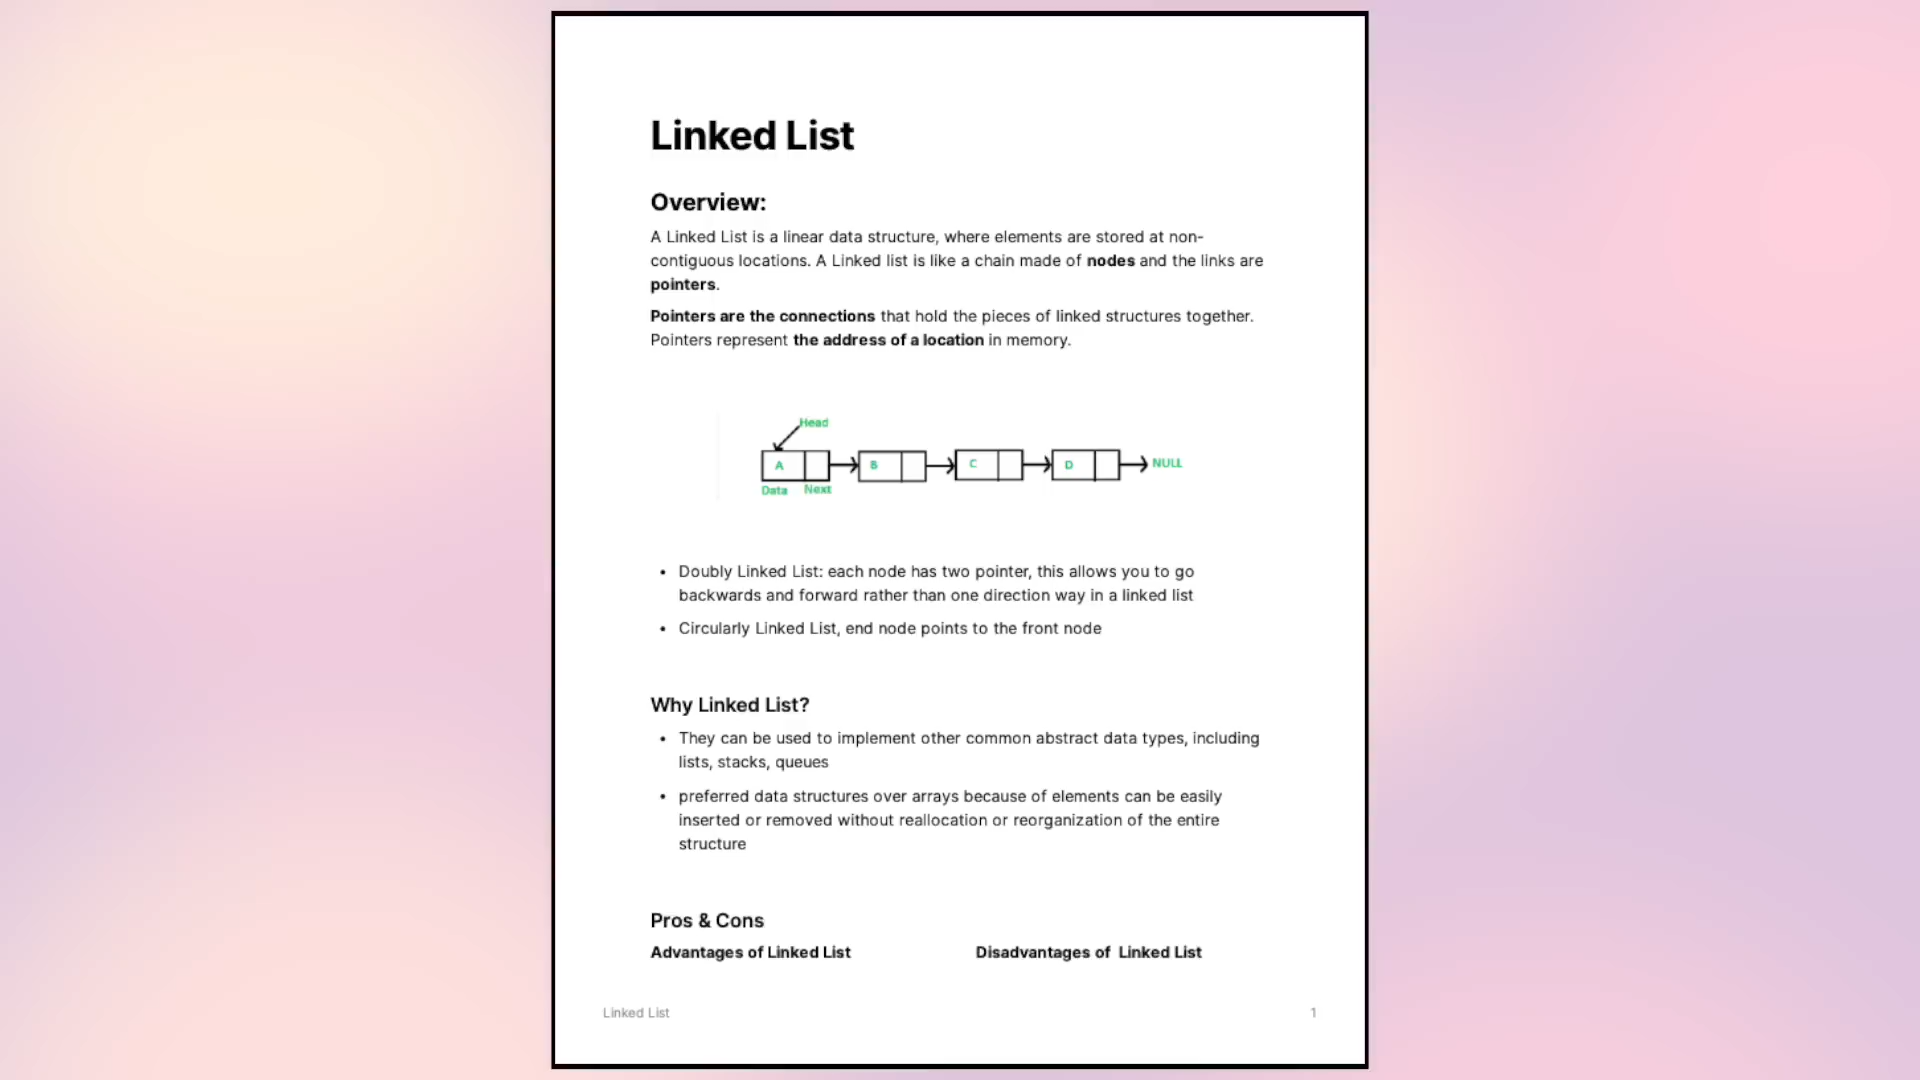 Linked List
Overview:
A Linked List is a linear data structure, where elements are stored at non-
contiguous locations. A Linked list is like a chain made of nodes and the links are
pointers.
Pointers are the connections that hold the pieces of linked structures together.
Pointers represent the address of a location in memory.
Head
A B C D NULL
Data Next
• Doubly Linked List: each node has two pointer, this allows you to go
backwards and forward rather than one direction way in a linked list
• Circularly Linked List, end node points to the front node
Why Linked List?
• They can be used to implement other common abstract data types, including
lists, stacks, queues
• preferred data structures over arrays because of elements can be easily
inserted or removed without reallocation or reorganization of the entire
structure
Pros & Cons
Advantages of Linked List Disadvantages of Linked List
Linked List 1